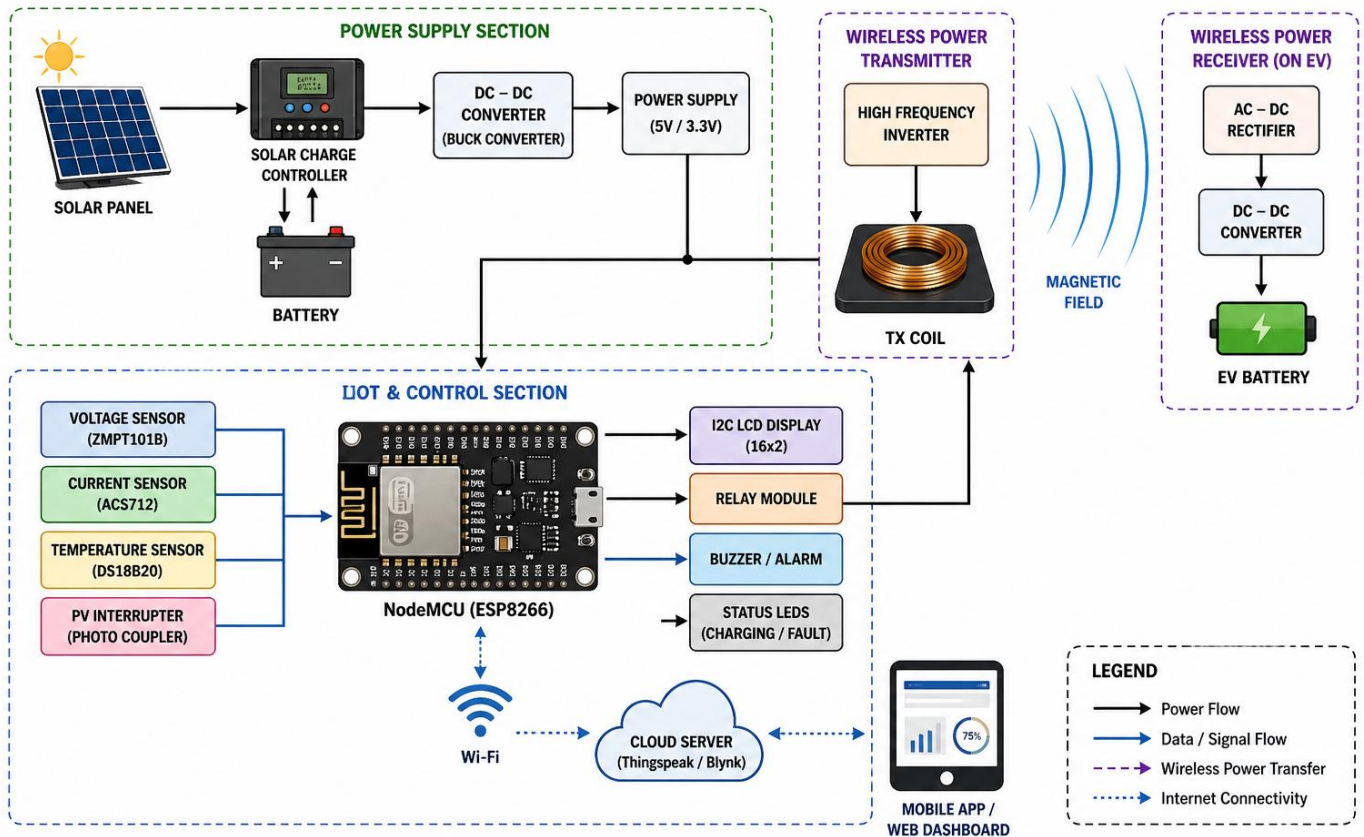 POWER SUPPLY SECTION
SOLAR PANEL
SOLAR CHARGE
CONTROLLER
+ −
BATTERY
DC – DC
CONVERTER
(BUCK CONVERTER)
POWER SUPPLY
(5V / 3.3V)
WIRELESS POWER
TRANSMITTER
HIGH FREQUENCY
INVERTER
TX COIL
MAGNETIC
FIELD
WIRELESS POWER
RECEIVER (ON EV)
AC – DC
RECTIFIER
DC – DC
CONVERTER
EV BATTERY
IOT & CONTROL SECTION
VOLTAGE SENSOR
(ZMPT101B)
CURRENT SENSOR
(ACS712)
TEMPERATURE SENSOR
(DS18B20)
PV INTERRUPTER
(PHOTO COUPLER)
NodeMCU (ESP8266)
I2C LCD DISPLAY
(16x2)
RELAY MODULE
BUZZER / ALARM
STATUS LEDS
(CHARGING / FAULT)
Wi-Fi
CLOUD SERVER
(Thingspeak / Blynk)
75%
MOBILE APP /
WEB DASHBOARD
LEGEND
Power Flow
Data / Signal Flow
Wireless Power Transfer
Internet Connectivity